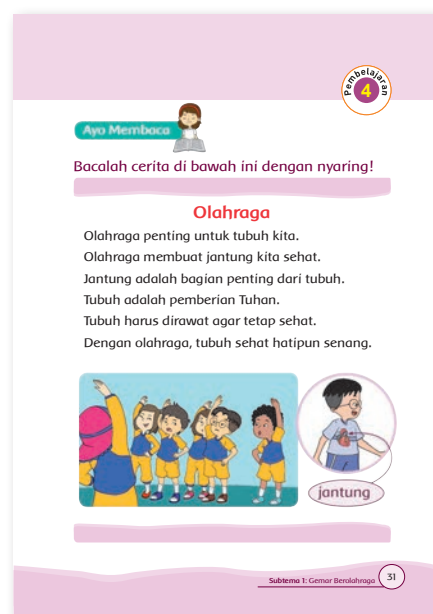 Pembelajaran
4
Ayo Membaca
Bacalah cerita di bawah ini dengan nyaring!
Olahraga
Olahraga penting untuk tubuh kita.
Olahraga membuat jantung kita sehat.
Jantung adalah bagian penting dari tubuh.
Tubuh adalah pemberian Tuhan.
Tubuh harus dirawat agar tetap sehat.
Dengan olahraga, tubuh sehat hatipun senang.
jantung
Subtema 1: Gemar Berolahraga
31